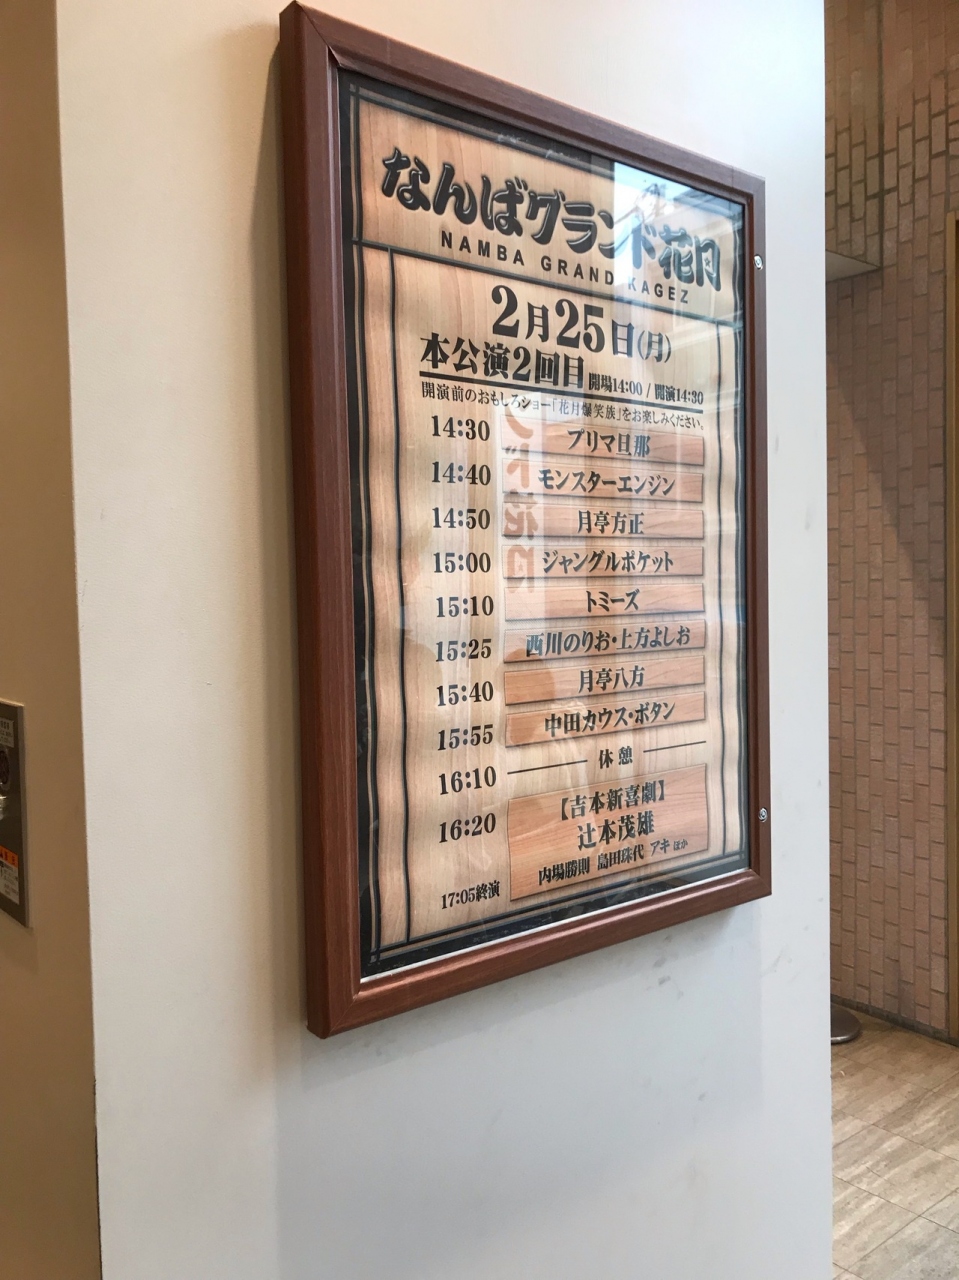 なんばグランド花月
NAMBA GRAND KAGEZ
2月25日(月)
本公演2回目 開場14:00 / 開演14:30
開演前のおもしろショー「花月爆笑族」をお楽しみください。
14:30 プリマ旦那
14:40 モンスターエンジン
14:50 月亭方正
15:00 ジャングルポケット
15:10 トミーズ
15:25 西川のりお・上方よしお
15:40 月亭八方
15:55 中田カウス・ボタン
16:10 休憩
16:20 【吉本新喜劇】
辻本茂雄
内場勝則 島田珠代 アキ ほか
17:05終演